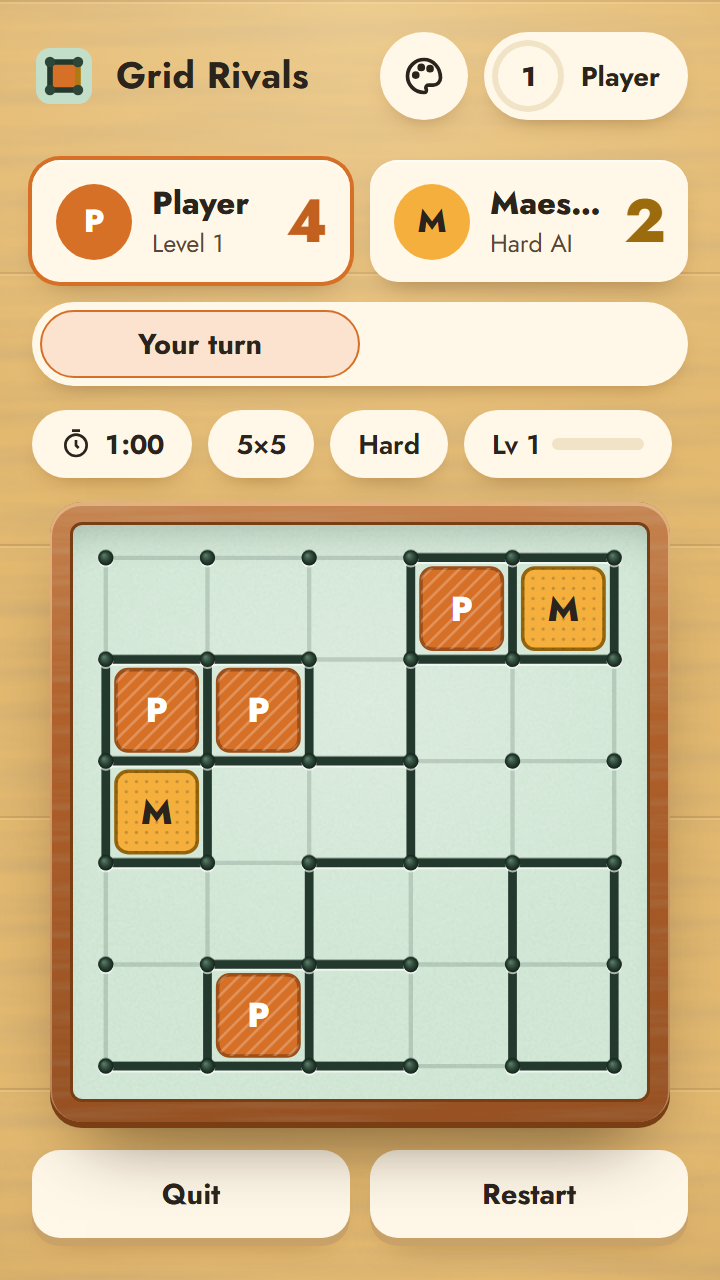 Grid Rivals
1 Player
P Player 4
Level 1
M Maes... 2
Hard AI
Your turn
1:00 5×5 Hard Lv 1
P M
P P
M
P
Quit Restart